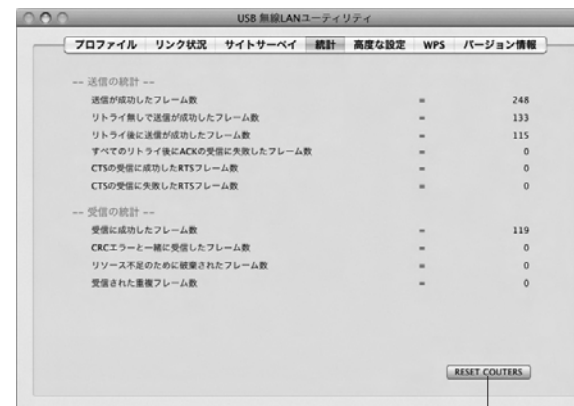 USB 無線LANユーティリティ
プロファイル リンク状況 サイトサーベイ 統計 高度な設定 WPS バージョン情報
-- 送信の統計 --
送信が成功したフレーム数 = 248
リトライ無しで送信が成功したフレーム数 = 133
リトライ後に送信が成功したフレーム数 = 115
すべてのリトライ後にACKの受信に失敗したフレーム数 = 0
CTSの受信に成功したRTSフレーム数 = 0
CTSの受信に失敗したRTSフレーム数 = 0
-- 受信の統計 --
受信に成功したフレーム数 = 119
CRCエラーと一緒に受信したフレーム数 = 0
リソース不足のために破棄されたフレーム数 = 0
受信された重複フレーム数 = 0
RESET COUTERS